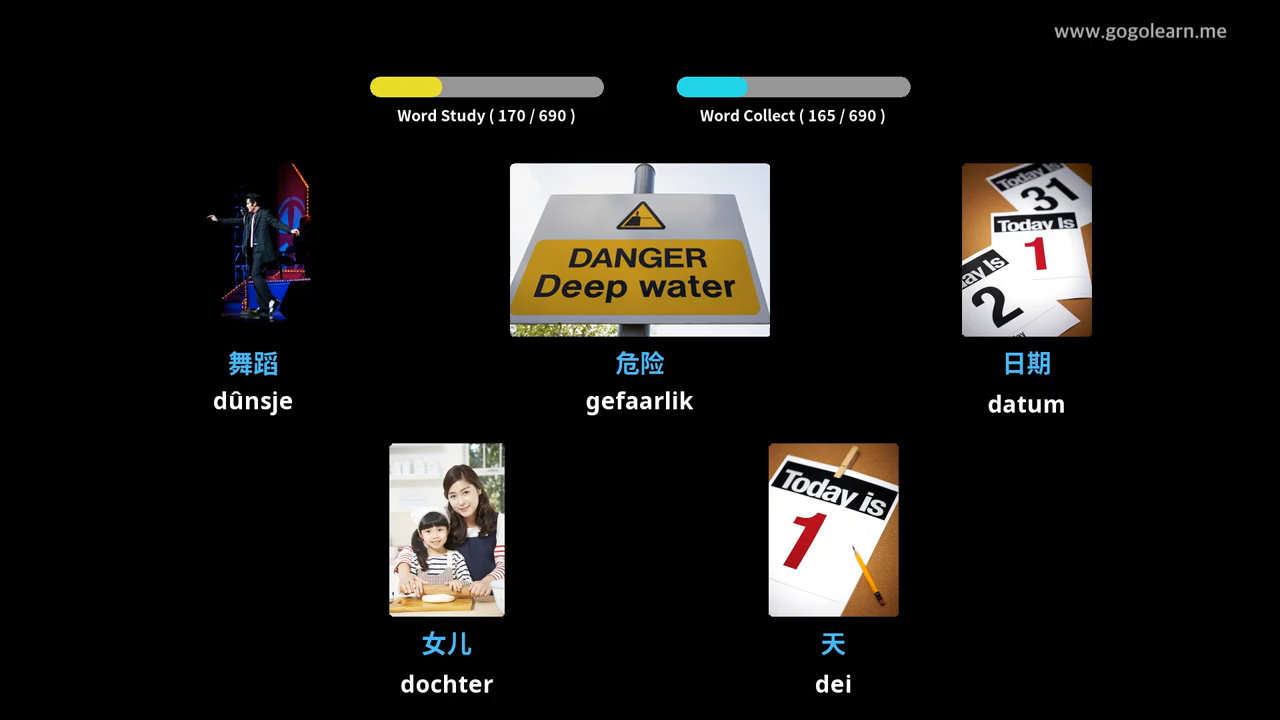 www.gogolearn.me
Word Study ( 170 / 690 )
Word Collect ( 165 / 690 )
DANGER
Deep water
Today Is
31
Today Is
1
ay Is
2
舞蹈
危险
日期
dûnsje
gefaarlik
datum
Today is
1
女儿
天
dochter
dei